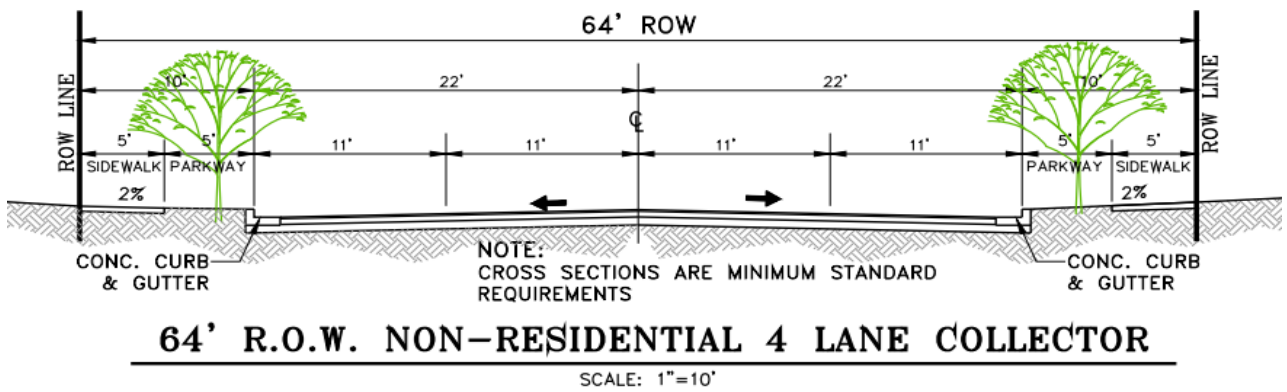 64' ROW
ROW LINE
ROW LINE
10'
22'
22'
10'
℄
5'
5'
11'
11'
11'
11'
5'
5'
SIDEWALK
PARKWAY
PARKWAY
SIDEWALK
2%
2%
CONC. CURB
& GUTTER
NOTE:
CROSS SECTIONS ARE MINIMUM STANDARD
REQUIREMENTS
CONC. CURB
& GUTTER
64' R.O.W. NON-RESIDENTIAL 4 LANE COLLECTOR
SCALE: 1"=10'